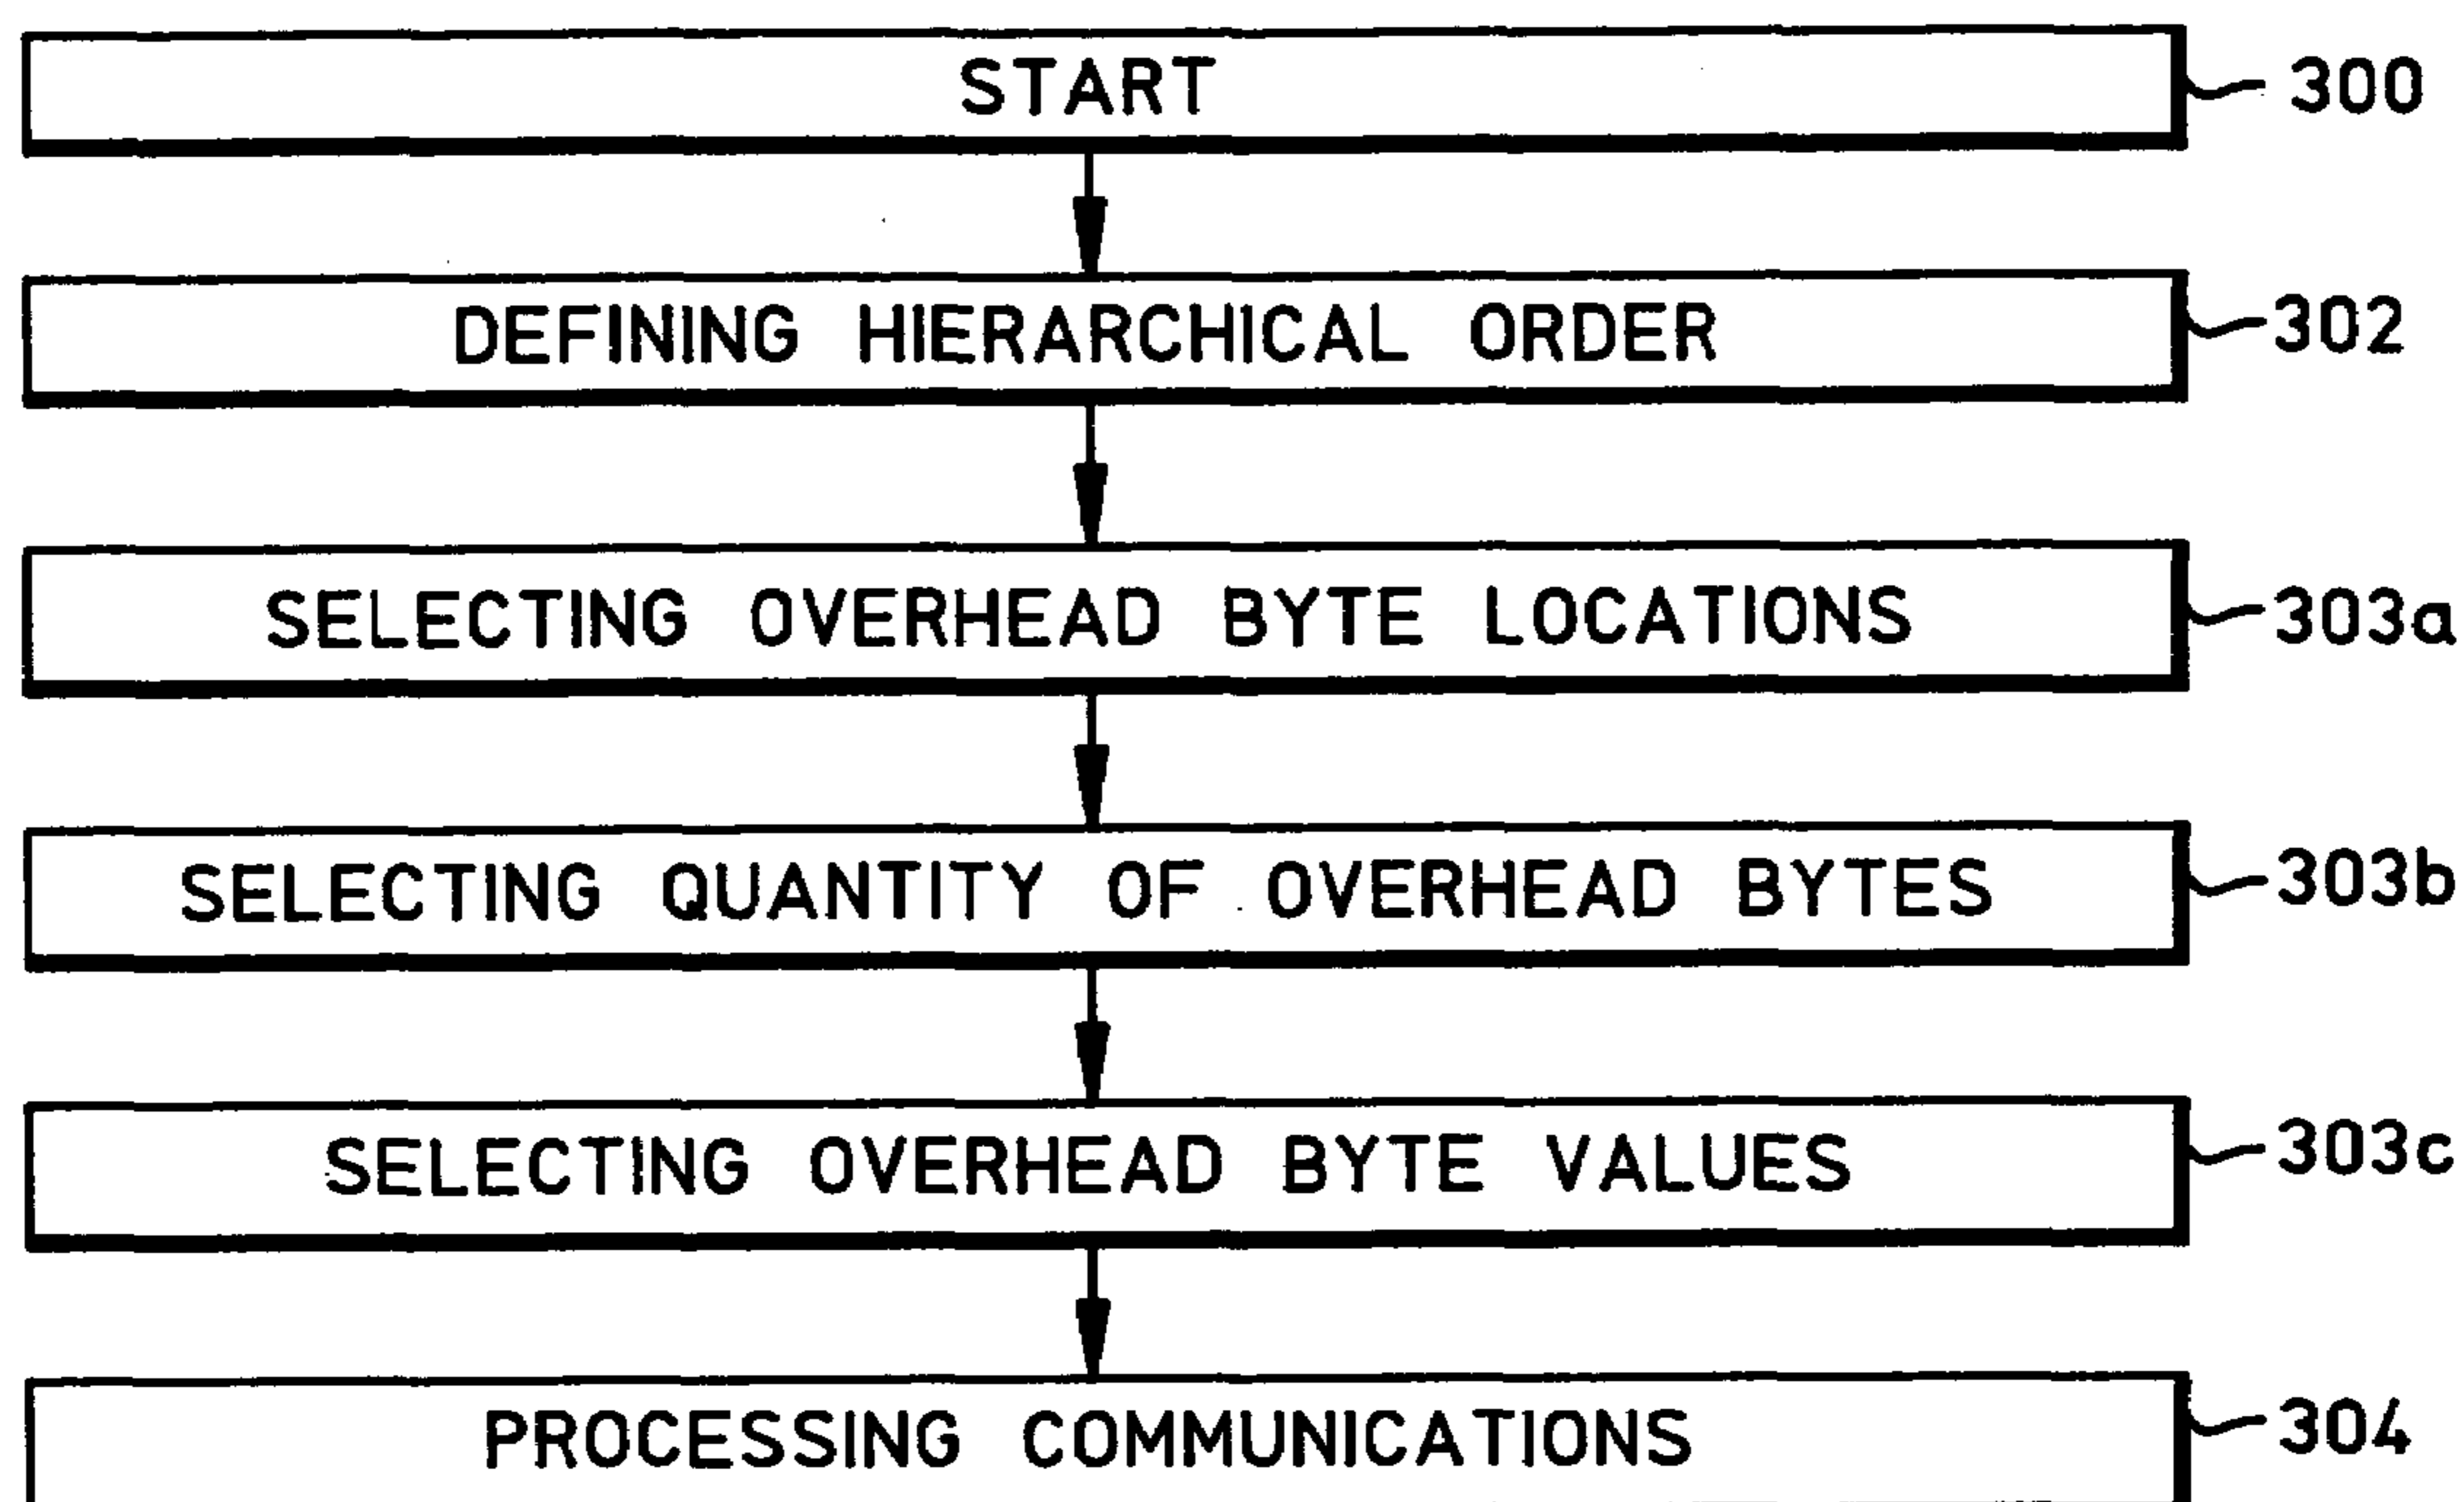 START 300
DEFINING HIERARCHICAL ORDER 302
SELECTING OVERHEAD BYTE LOCATIONS 303a
SELECTING QUANTITY OF OVERHEAD BYTES 303b
SELECTING OVERHEAD BYTE VALUES 303c
PROCESSING COMMUNICATIONS 304